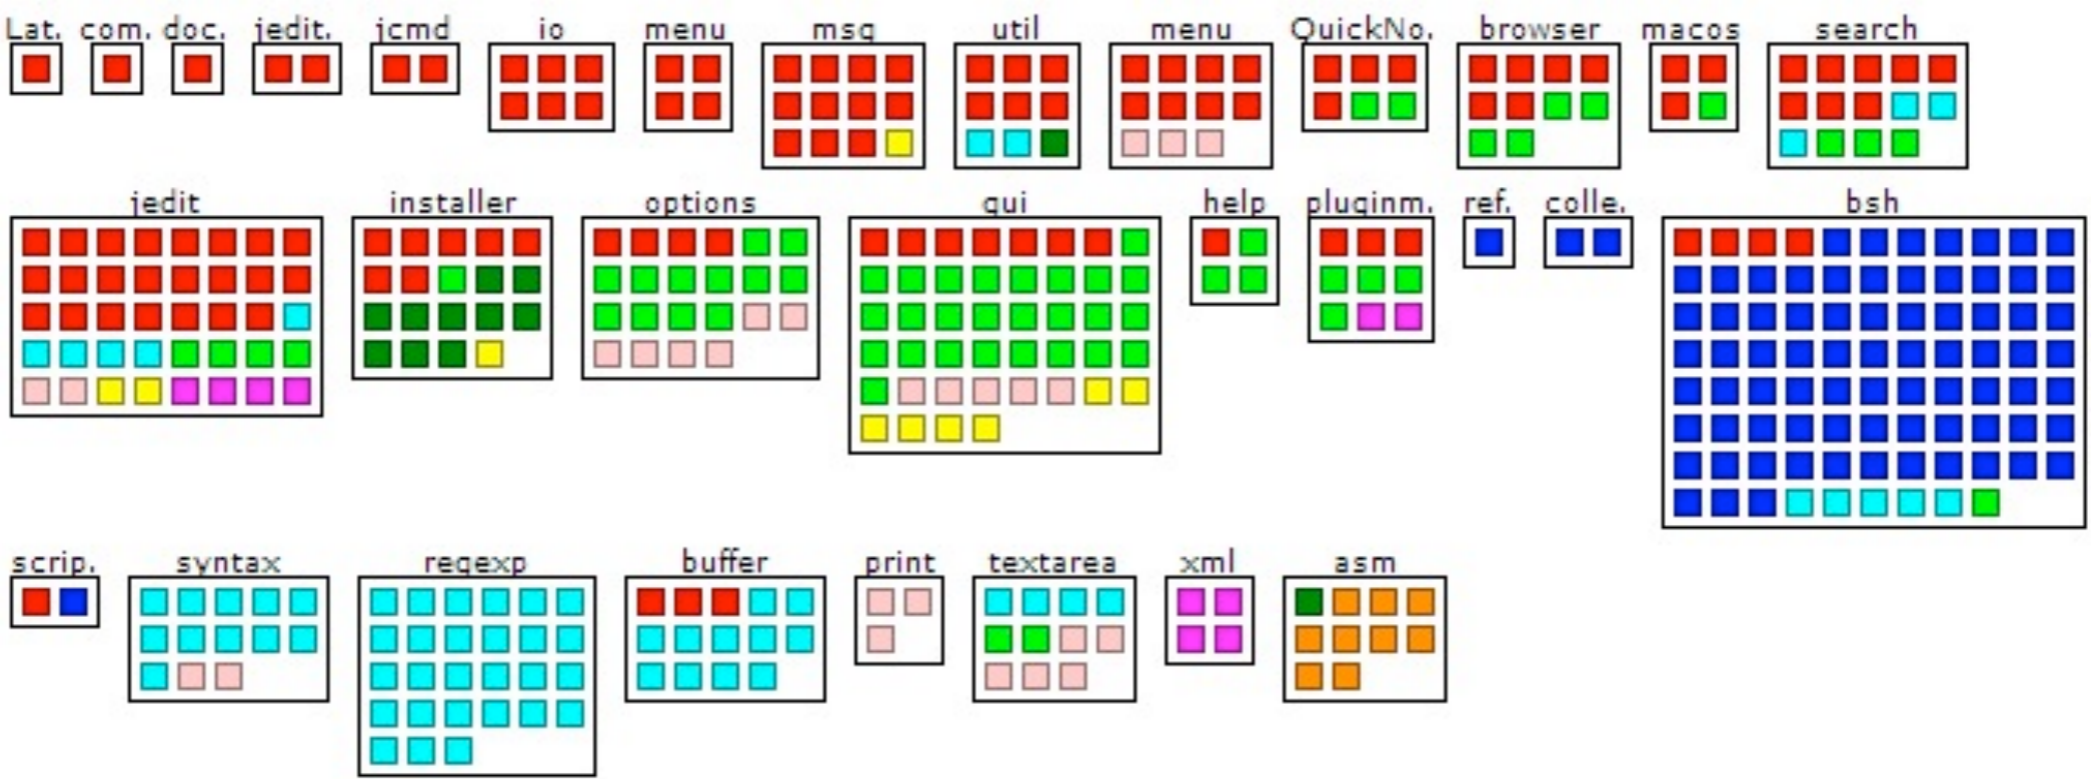 Lat. com. doc. jedit. jcmd io menu msg util menu QuickNo. browser macos search
jedit installer options gui help pluginm. ref. colle. bsh
scrip. syntax regexp buffer print textarea xml asm